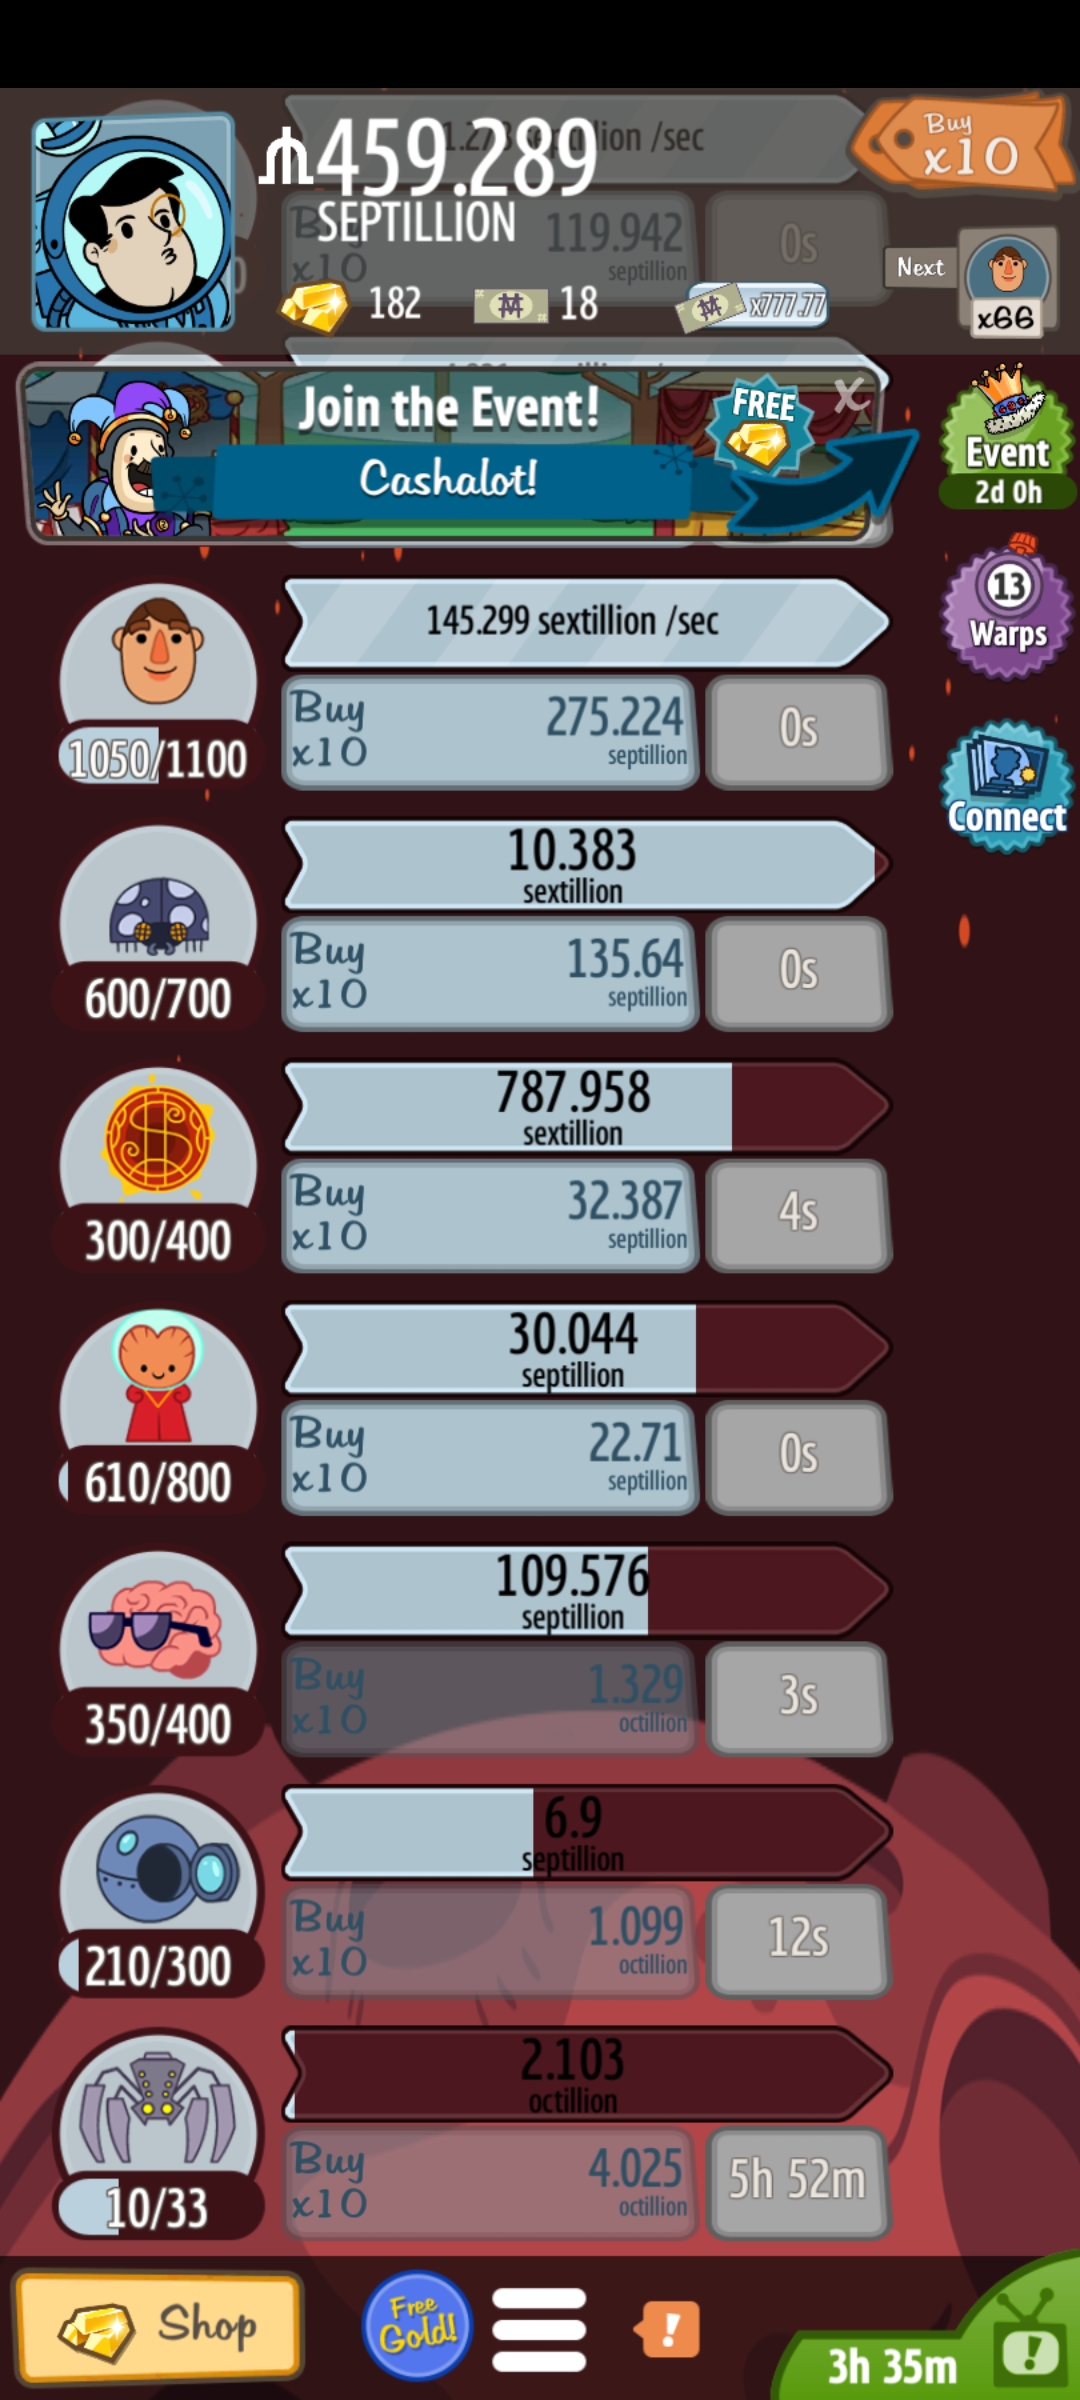 1.273 septillion /sec
₥459.289
SEPTILLION
Buy
x10
Buy
x10
119.942
septillion
0s
Next
x66
182
18
x777.77
Join the Event!
FREE
X
Cashalot!
Event
2d 0h
145.299 sextillion /sec
1050/1100
Buy
x10
275.224
septillion
0s
13
Warps
Connect
10.383
sextillion
600/700
Buy
x10
135.64
septillion
0s
787.958
sextillion
300/400
Buy
x10
32.387
septillion
4s
30.044
septillion
610/800
Buy
x10
22.71
septillion
0s
109.576
septillion
350/400
Buy
x10
1.329
octillion
3s
6.9
septillion
210/300
Buy
x10
1.099
octillion
12s
2.103
octillion
10/33
Buy
x10
4.025
octillion
5h 52m
Shop
Free
Gold!
!
3h 35m
!